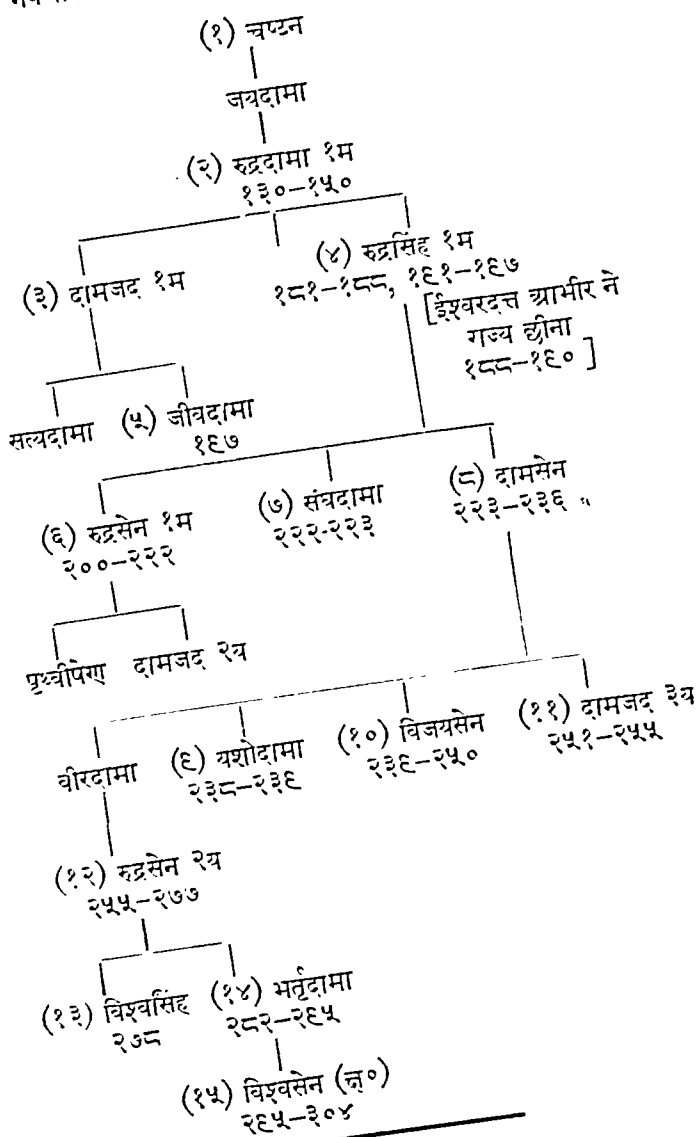 (१) चष्टन
जयदामा
(२) रुद्रदामा १म
१३०–१५०
(३) दामजद १म
(४) रुद्रसिंह १म
१८१–१८८, १९१–१९७
[ईश्वरदत्त आभीर ने
राज्य छीना
१८८–१९० ]
सत्यदामा (५) जीवदामा
१९७
(६) रुद्रसेन १म
२००–२२२
(७) संघदामा
२२२-२२३
(८) दामसेन
२२३–२३६
पृथ्वीषेण दामजद २य
वीरदामा
(९) यशोदामा
२३८–२३९
(१०) विजयसेन
२३९–२५०
(११) दामजद ३य
२५१–२५५
(१२) रुद्रसेन २य
२५५–२७७
(१३) विश्वसिंह
२७८
(१४) भर्तृदामा
२८२–२९५
(१५) विश्वसेन (क्ष०)
२९५–३०४